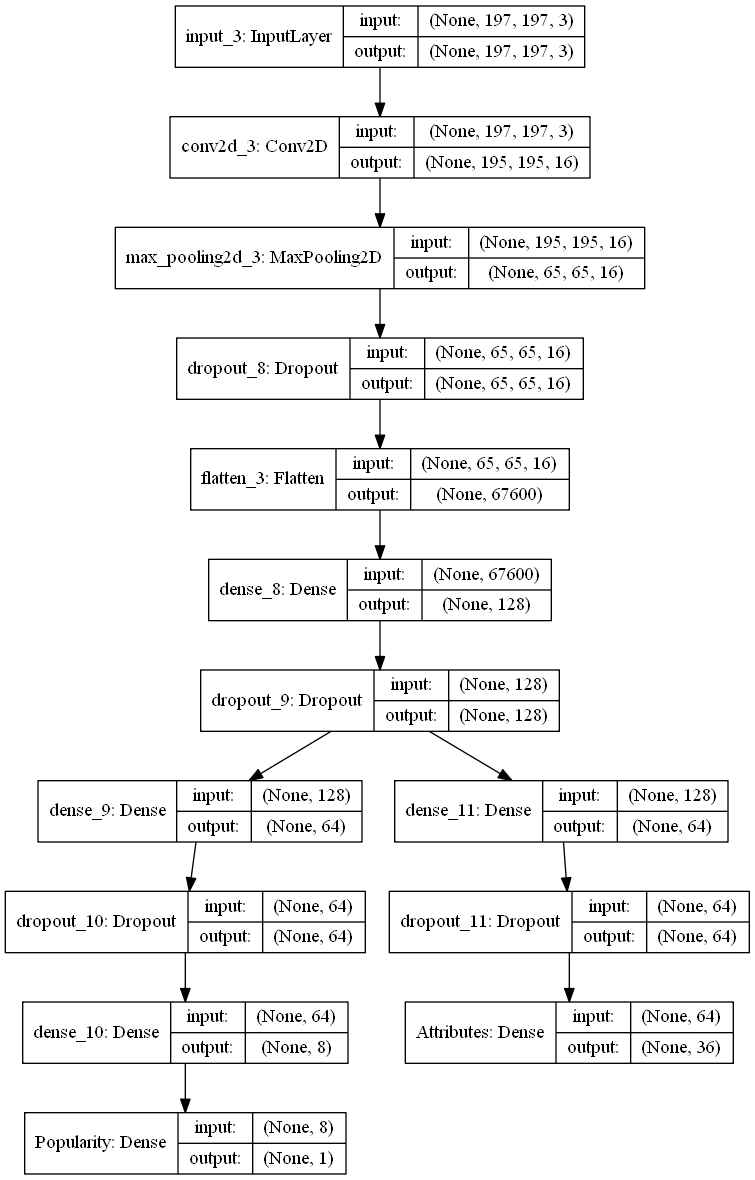 input_3: InputLayer
input: (None, 197, 197, 3)
output: (None, 197, 197, 3)
conv2d_3: Conv2D
input: (None, 197, 197, 3)
output: (None, 195, 195, 16)
max_pooling2d_3: MaxPooling2D
input: (None, 195, 195, 16)
output: (None, 65, 65, 16)
dropout_8: Dropout
input: (None, 65, 65, 16)
output: (None, 65, 65, 16)
flatten_3: Flatten
input: (None, 65, 65, 16)
output: (None, 67600)
dense_8: Dense
input: (None, 67600)
output: (None, 128)
dropout_9: Dropout
input: (None, 128)
output: (None, 128)
dense_9: Dense
input: (None, 128)
output: (None, 64)
dense_11: Dense
input: (None, 128)
output: (None, 64)
dropout_10: Dropout
input: (None, 64)
output: (None, 64)
dropout_11: Dropout
input: (None, 64)
output: (None, 64)
dense_10: Dense
input: (None, 64)
output: (None, 8)
Attributes: Dense
input: (None, 64)
output: (None, 36)
Popularity: Dense
input: (None, 8)
output: (None, 1)